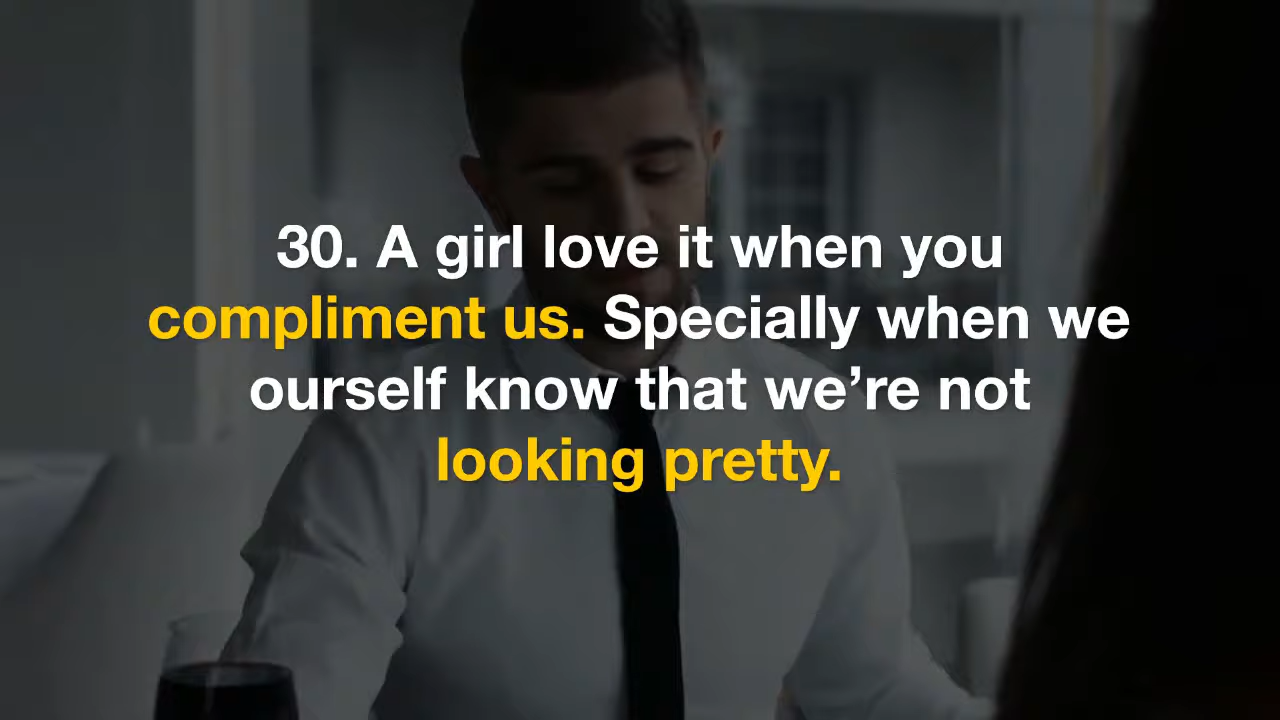 30. A girl love it when you
compliment us. Specially when we
ourself know that we’re not
looking pretty.